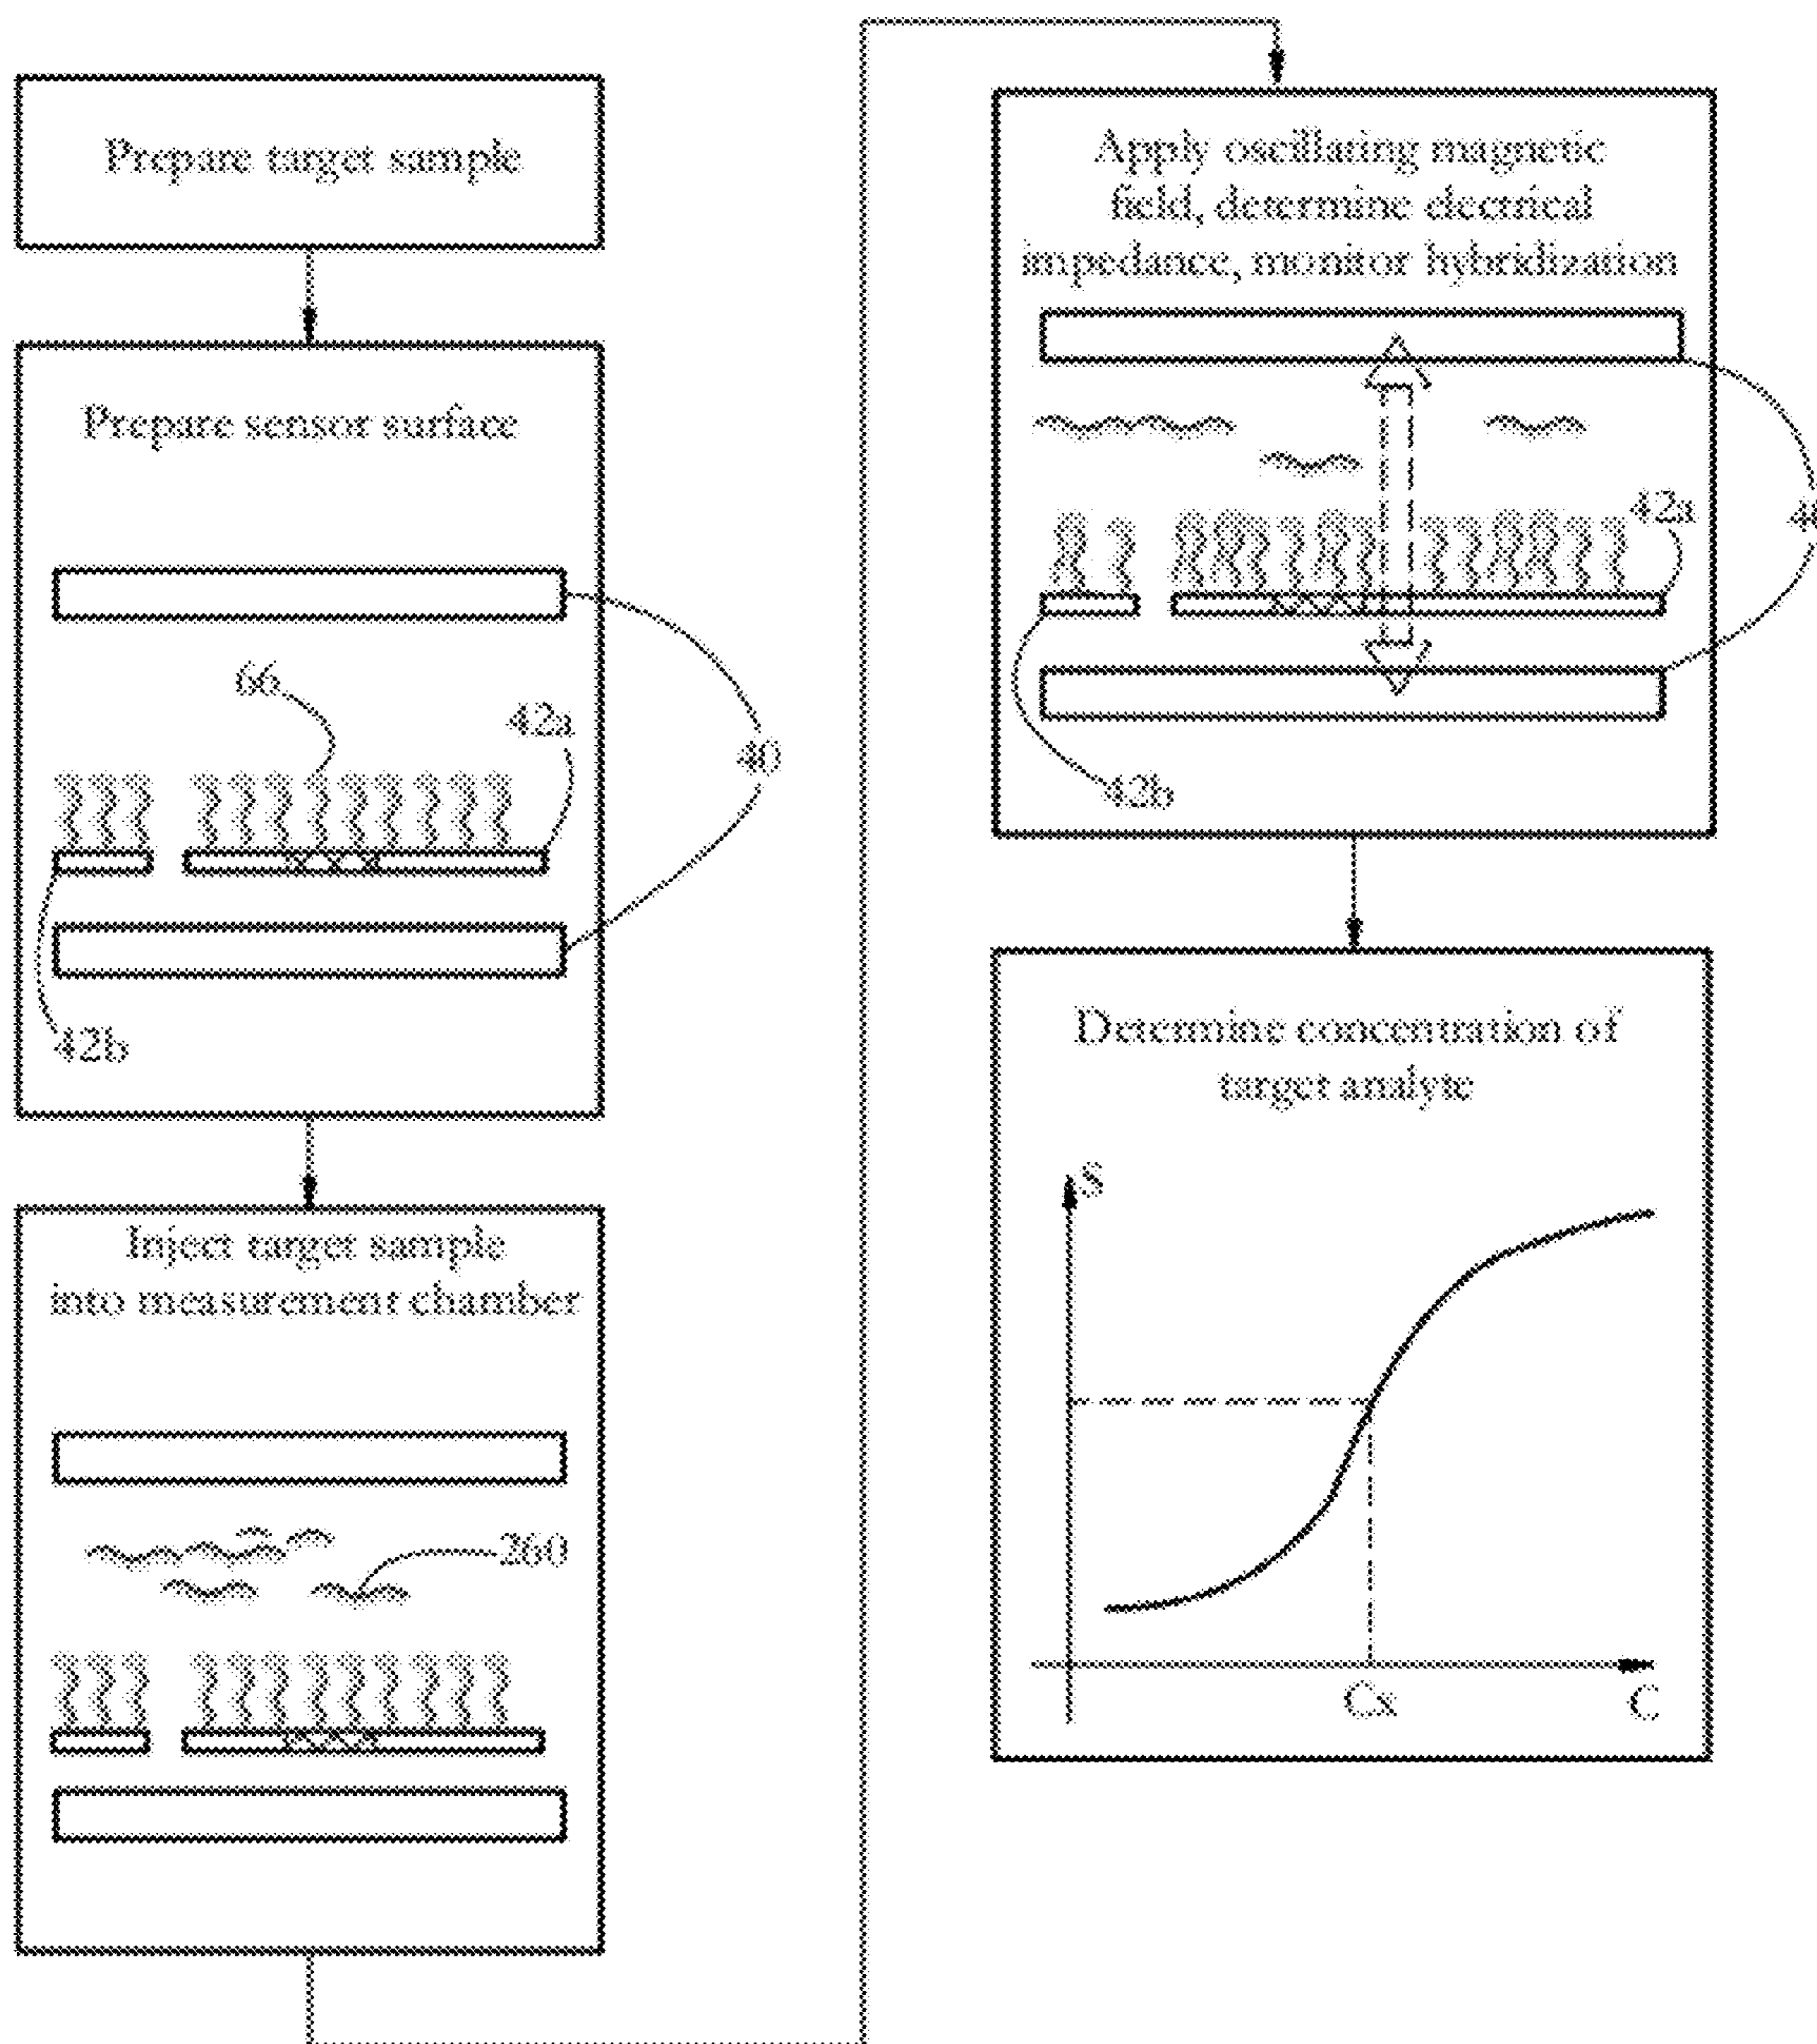 Prepare target sample
Prepare sensor surface
66
42a
40
42b
Inject target sample
into measurement chamber
260
Apply oscillating magnetic
field, determine electrical
impedance, monitor hybridization
42a
42b
Determine concentration of
target analyte
S
Cx
C